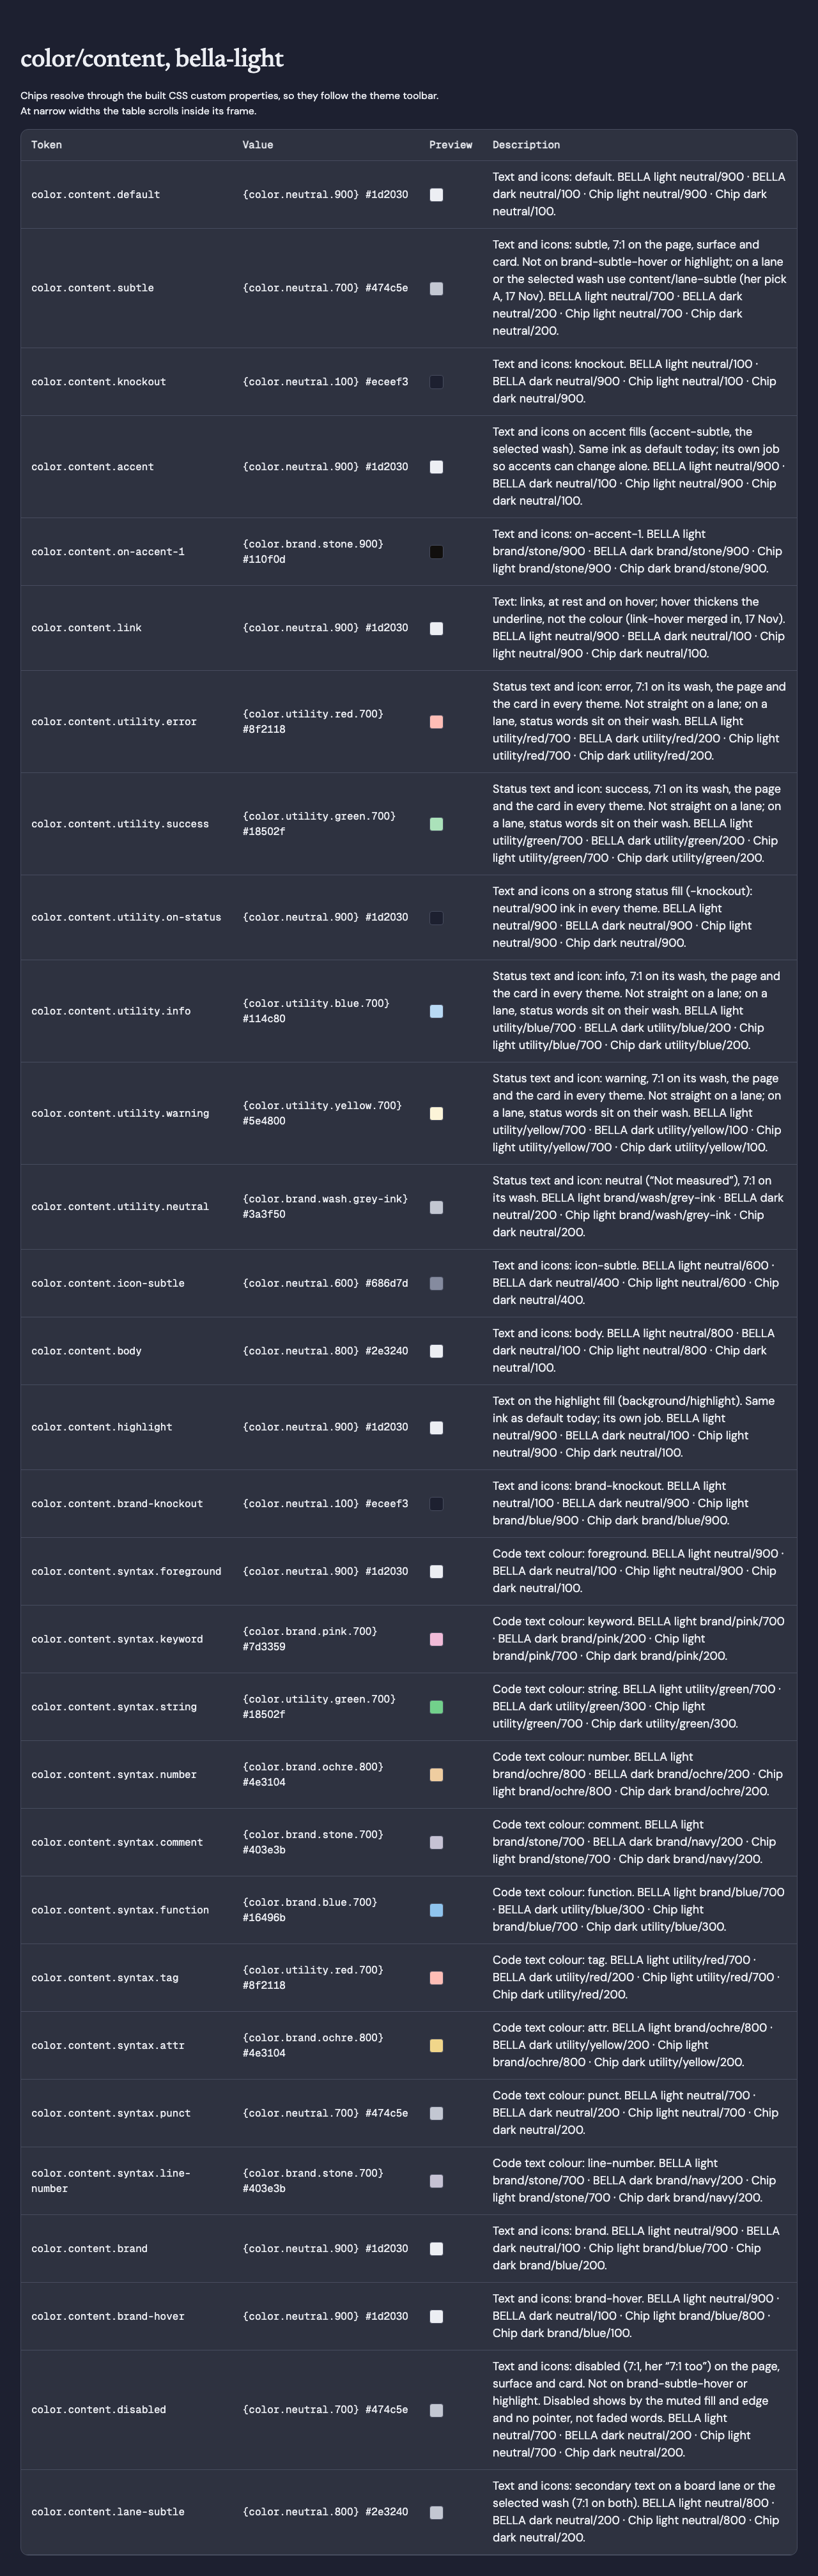 color/content, bella-light
Chips resolve through the built CSS custom properties, so they follow the theme toolbar.
At narrow widths the table scrolls inside its frame.
Token Value Preview Description
color.content.default {color.neutral.900} #1d2030
Text and icons: default. BELLA light neutral/900 · BELLA
dark neutral/100 · Chip light neutral/900 · Chip dark
neutral/100.
color.content.subtle {color.neutral.700} #474c5e
Text and icons: subtle, 7:1 on the page, surface and
card. Not on brand-subtle-hover or highlight; on a lane
or the selected wash use content/lane-subtle (her pick
A, 17 Nov). BELLA light neutral/700 · BELLA dark
neutral/200 · Chip light neutral/700 · Chip dark
neutral/200.
color.content.knockout {color.neutral.100} #eceef3
Text and icons: knockout. BELLA light neutral/100 ·
BELLA dark neutral/900 · Chip light neutral/100 · Chip
dark neutral/900.
color.content.accent {color.neutral.900} #1d2030
Text and icons on accent fills (accent-subtle, the
selected wash). Same ink as default today; its own job
so accents can change alone. BELLA light neutral/900 ·
BELLA dark neutral/100 · Chip light neutral/900 · Chip
dark neutral/100.
color.content.on-accent-1 {color.brand.stone.900}
#110f0d
Text and icons: on-accent-1. BELLA light
brand/stone/900 · BELLA dark brand/stone/900 · Chip
light brand/stone/900 · Chip dark brand/stone/900.
color.content.link {color.neutral.900} #1d2030
Text: links, at rest and on hover; hover thickens the
underline, not the colour (link-hover merged in, 17 Nov).
BELLA light neutral/900 · BELLA dark neutral/100 · Chip
light neutral/900 · Chip dark neutral/100.
color.content.utility.error {color.utility.red.700}
#8f2118
Status text and icon: error, 7:1 on its wash, the page and
the card in every theme. Not straight on a lane; on a
lane, status words sit on their wash. BELLA light
utility/red/700 · BELLA dark utility/red/200 · Chip light
utility/red/700 · Chip dark utility/red/200.
color.content.utility.success {color.utility.green.700}
#18502f
Status text and icon: success, 7:1 on its wash, the page
and the card in every theme. Not straight on a lane; on
a lane, status words sit on their wash. BELLA light
utility/green/700 · BELLA dark utility/green/200 · Chip
light utility/green/700 · Chip dark utility/green/200.
color.content.utility.on-status {color.neutral.900} #1d2030
Text and icons on a strong status fill (-knockout):
neutral/900 ink in every theme. BELLA light
neutral/900 · BELLA dark neutral/900 · Chip light
neutral/900 · Chip dark neutral/900.
color.content.utility.info {color.utility.blue.700}
#114c80
Status text and icon: info, 7:1 on its wash, the page and
the card in every theme. Not straight on a lane; on a
lane, status words sit on their wash. BELLA light
utility/blue/700 · BELLA dark utility/blue/200 · Chip
light utility/blue/700 · Chip dark utility/blue/200.
color.content.utility.warning {color.utility.yellow.700}
#5e4800
Status text and icon: warning, 7:1 on its wash, the page
and the card in every theme. Not straight on a lane; on
a lane, status words sit on their wash. BELLA light
utility/yellow/700 · BELLA dark utility/yellow/100 · Chip
light utility/yellow/700 · Chip dark utility/yellow/100.
color.content.utility.neutral {color.brand.wash.grey-ink}
#3a3f50
Status text and icon: neutral (“Not measured”), 7:1 on
its wash. BELLA light brand/wash/grey-ink · BELLA dark
neutral/200 · Chip light brand/wash/grey-ink · Chip
dark neutral/200.
color.content.icon-subtle {color.neutral.600} #686d7d
Text and icons: icon-subtle. BELLA light neutral/600 ·
BELLA dark neutral/400 · Chip light neutral/600 · Chip
dark neutral/400.
color.content.body {color.neutral.800} #2e3240
Text and icons: body. BELLA light neutral/800 · BELLA
dark neutral/100 · Chip light neutral/800 · Chip dark
neutral/100.
color.content.highlight {color.neutral.900} #1d2030
Text on the highlight fill (background/highlight). Same
ink as default today; its own job. BELLA light
neutral/900 · BELLA dark neutral/100 · Chip light
neutral/900 · Chip dark neutral/100.
color.content.brand-knockout {color.neutral.100} #eceef3
Text and icons: brand-knockout. BELLA light
neutral/100 · BELLA dark neutral/900 · Chip light
brand/blue/900 · Chip dark brand/blue/900.
color.content.syntax.foreground {color.neutral.900} #1d2030
Code text colour: foreground. BELLA light neutral/900 ·
BELLA dark neutral/100 · Chip light neutral/900 · Chip
dark neutral/100.
color.content.syntax.keyword {color.brand.pink.700}
#7d3359
Code text colour: keyword. BELLA light brand/pink/700
· BELLA dark brand/pink/200 · Chip light
brand/pink/700 · Chip dark brand/pink/200.
color.content.syntax.string {color.utility.green.700}
#18502f
Code text colour: string. BELLA light utility/green/700 ·
BELLA dark utility/green/300 · Chip light
utility/green/700 · Chip dark utility/green/300.
color.content.syntax.number {color.brand.ochre.800}
#4e3104
Code text colour: number. BELLA light
brand/ochre/800 · BELLA dark brand/ochre/200 · Chip
light brand/ochre/800 · Chip dark brand/ochre/200.
color.content.syntax.comment {color.brand.stone.700}
#403e3b
Code text colour: comment. BELLA light
brand/stone/700 · BELLA dark brand/navy/200 · Chip
light brand/stone/700 · Chip dark brand/navy/200.
color.content.syntax.function {color.brand.blue.700}
#16496b
Code text colour: function. BELLA light brand/blue/700
· BELLA dark utility/blue/300 · Chip light
brand/blue/700 · Chip dark utility/blue/300.
color.content.syntax.tag {color.utility.red.700}
#8f2118
Code text colour: tag. BELLA light utility/red/700 ·
BELLA dark utility/red/200 · Chip light utility/red/700 ·
Chip dark utility/red/200.
color.content.syntax.attr {color.brand.ochre.800}
#4e3104
Code text colour: attr. BELLA light brand/ochre/800 ·
BELLA dark utility/yellow/200 · Chip light
brand/ochre/800 · Chip dark utility/yellow/200.
color.content.syntax.punct {color.neutral.700} #474c5e
Code text colour: punct. BELLA light neutral/700 ·
BELLA dark neutral/200 · Chip light neutral/700 · Chip
dark neutral/200.
color.content.syntax.line-
number
{color.brand.stone.700}
#403e3b
Code text colour: line-number. BELLA light
brand/stone/700 · BELLA dark brand/navy/200 · Chip
light brand/stone/700 · Chip dark brand/navy/200.
color.content.brand {color.neutral.900} #1d2030
Text and icons: brand. BELLA light neutral/900 · BELLA
dark neutral/100 · Chip light brand/blue/700 · Chip
dark brand/blue/200.
color.content.brand-hover {color.neutral.900} #1d2030
Text and icons: brand-hover. BELLA light neutral/900 ·
BELLA dark neutral/100 · Chip light brand/blue/800 ·
Chip dark brand/blue/100.
color.content.disabled {color.neutral.700} #474c5e
Text and icons: disabled (7:1, her “7:1 too”) on the page,
surface and card. Not on brand-subtle-hover or
highlight. Disabled shows by the muted fill and edge
and no pointer, not faded words. BELLA light
neutral/700 · BELLA dark neutral/200 · Chip light
neutral/700 · Chip dark neutral/200.
color.content.lane-subtle {color.neutral.800} #2e3240
Text and icons: secondary text on a board lane or the
selected wash (7:1 on both). BELLA light neutral/800 ·
BELLA dark neutral/200 · Chip light neutral/800 · Chip
dark neutral/200.